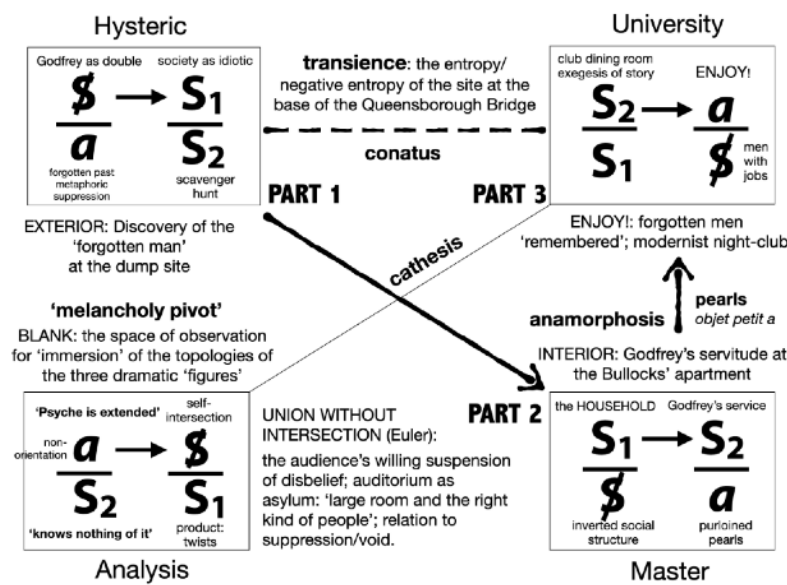 Hysteric
University
Godfrey as double
society as idiotic
$ → S1
a
S2
forgotten past
metaphoric
suppression
scavenger
hunt
transience: the entropy/
negative entropy of the site at the
base of the Queensborough Bridge
conatus
club dining room
exegesis of story
ENJOY!
S2 → a
S1
$
men
with
jobs
PART 1
PART 3
EXTERIOR: Discovery of the
‘forgotten man’
at the dump site
cathesis
ENJOY!: forgotten men
‘remembered’; modernist night-club
‘melancholy pivot’
BLANK: the space of observation
for ‘immersion’ of the topologies of
the three dramatic ‘figures’
anamorphosis
pearls
objet petit a
INTERIOR: Godfrey’s servitude at
the Bullocks’ apartment
PART 2
‘Psyche is extended’
self-
intersection
non-
orientation
a → $
S2
S1
‘knows nothing of it’
product:
twists
UNION WITHOUT
INTERSECTION (Euler):
the audience’s willing suspension
of disbelief; auditorium as
asylum: ‘large room and the right
kind of people’; relation to
suppression/void.
the HOUSEHOLD
Godfrey’s service
S1 → S2
$
a
inverted social
structure
purloined
pearls
Analysis
Master